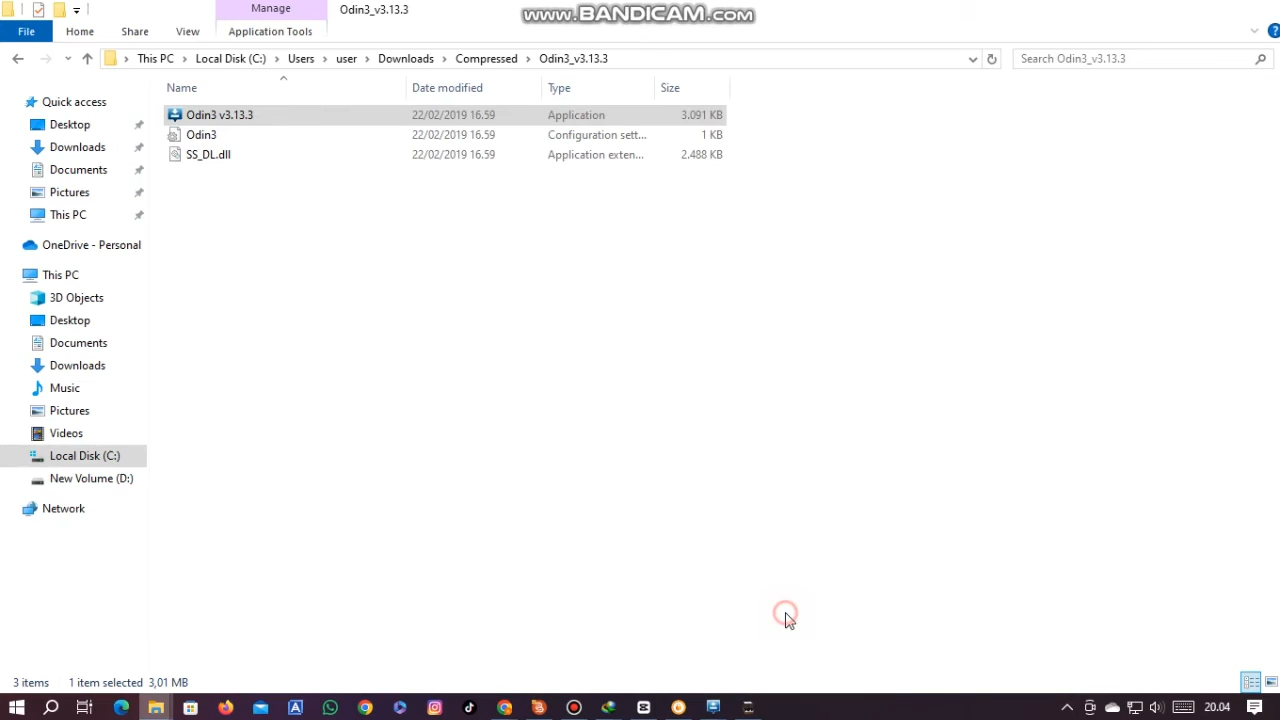 Manage
Odin3_v3.13.3
www.BANDICAM.com
File
Home
Share
View
Application Tools
This PC
Local Disk (C:)
Users
user
Downloads
Compressed
Odin3_v3.13.3
Search Odin3_v3.13.3
Name
Date modified
Type
Size
Odin3 v3.13.3
22/02/2019 16.59
Application
3.091 KB
Odin3
22/02/2019 16.59
Configuration sett...
1 KB
SS_DL.dll
22/02/2019 16.59
Application exten...
2.488 KB
Quick access
Desktop
Downloads
Documents
Pictures
This PC
OneDrive - Personal
This PC
3D Objects
Desktop
Documents
Downloads
Music
Pictures
Videos
Local Disk (C:)
New Volume (D:)
Network
3 items
1 item selected 3,01 MB
20.04